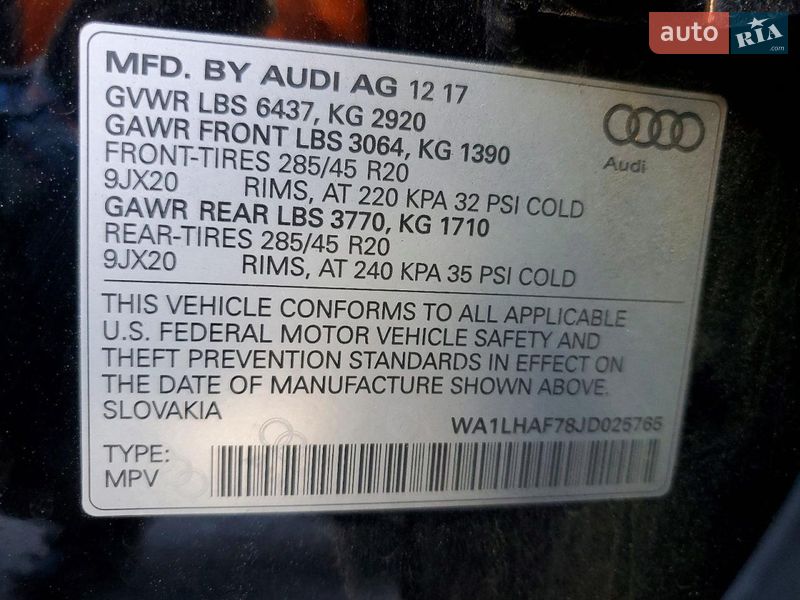 auto RIA .com
MFD. BY AUDI AG 12 17
GVWR LBS 6437, KG 2920
GAWR FRONT LBS 3064, KG 1390
FRONT-TIRES 285/45 R20
9JX20 RIMS, AT 220 KPA 32 PSI COLD
GAWR REAR LBS 3770, KG 1710
REAR-TIRES 285/45 R20
9JX20 RIMS, AT 240 KPA 35 PSI COLD
Audi
THIS VEHICLE CONFORMS TO ALL APPLICABLE
U.S. FEDERAL MOTOR VEHICLE SAFETY AND
THEFT PREVENTION STANDARDS IN EFFECT ON
THE DATE OF MANUFACTURE SHOWN ABOVE.
SLOVAKIA
WA1LHAF78JD025765
TYPE:
MPV